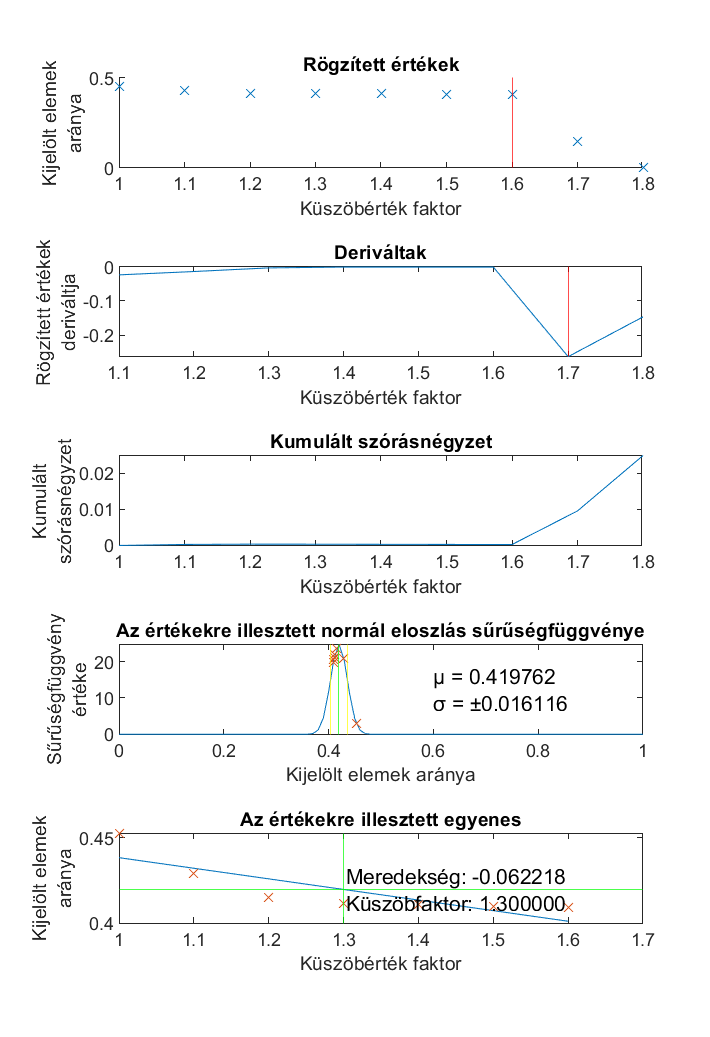 Rögzített értékek
Kijelölt elemek
aránya
0.5
0
1 1.1 1.2 1.3 1.4 1.5 1.6 1.7 1.8
Küszöbérték faktor
Deriváltak
Rögzített értékek
deriváltja
0
-0.1
-0.2
1.1 1.2 1.3 1.4 1.5 1.6 1.7 1.8
Küszöbérték faktor
Kumulált szórásnégyzet
Kumulált
szórásnégyzet
0.02
0.01
0
1 1.1 1.2 1.3 1.4 1.5 1.6 1.7 1.8
Küszöbérték faktor
Az értékekre illesztett normál eloszlás sűrűségfüggvénye
Sűrűségfüggvény
értéke
20
10
0
μ = 0.419762
σ = ±0.016116
0 0.2 0.4 0.6 0.8 1
Kijelölt elemek aránya
Az értékekre illesztett egyenes
Kijelölt elemek
aránya
0.45
0.4
Meredekség: -0.062218
Küszöbfaktor: 1.300000
1 1.1 1.2 1.3 1.4 1.5 1.6 1.7
Küszöbérték faktor